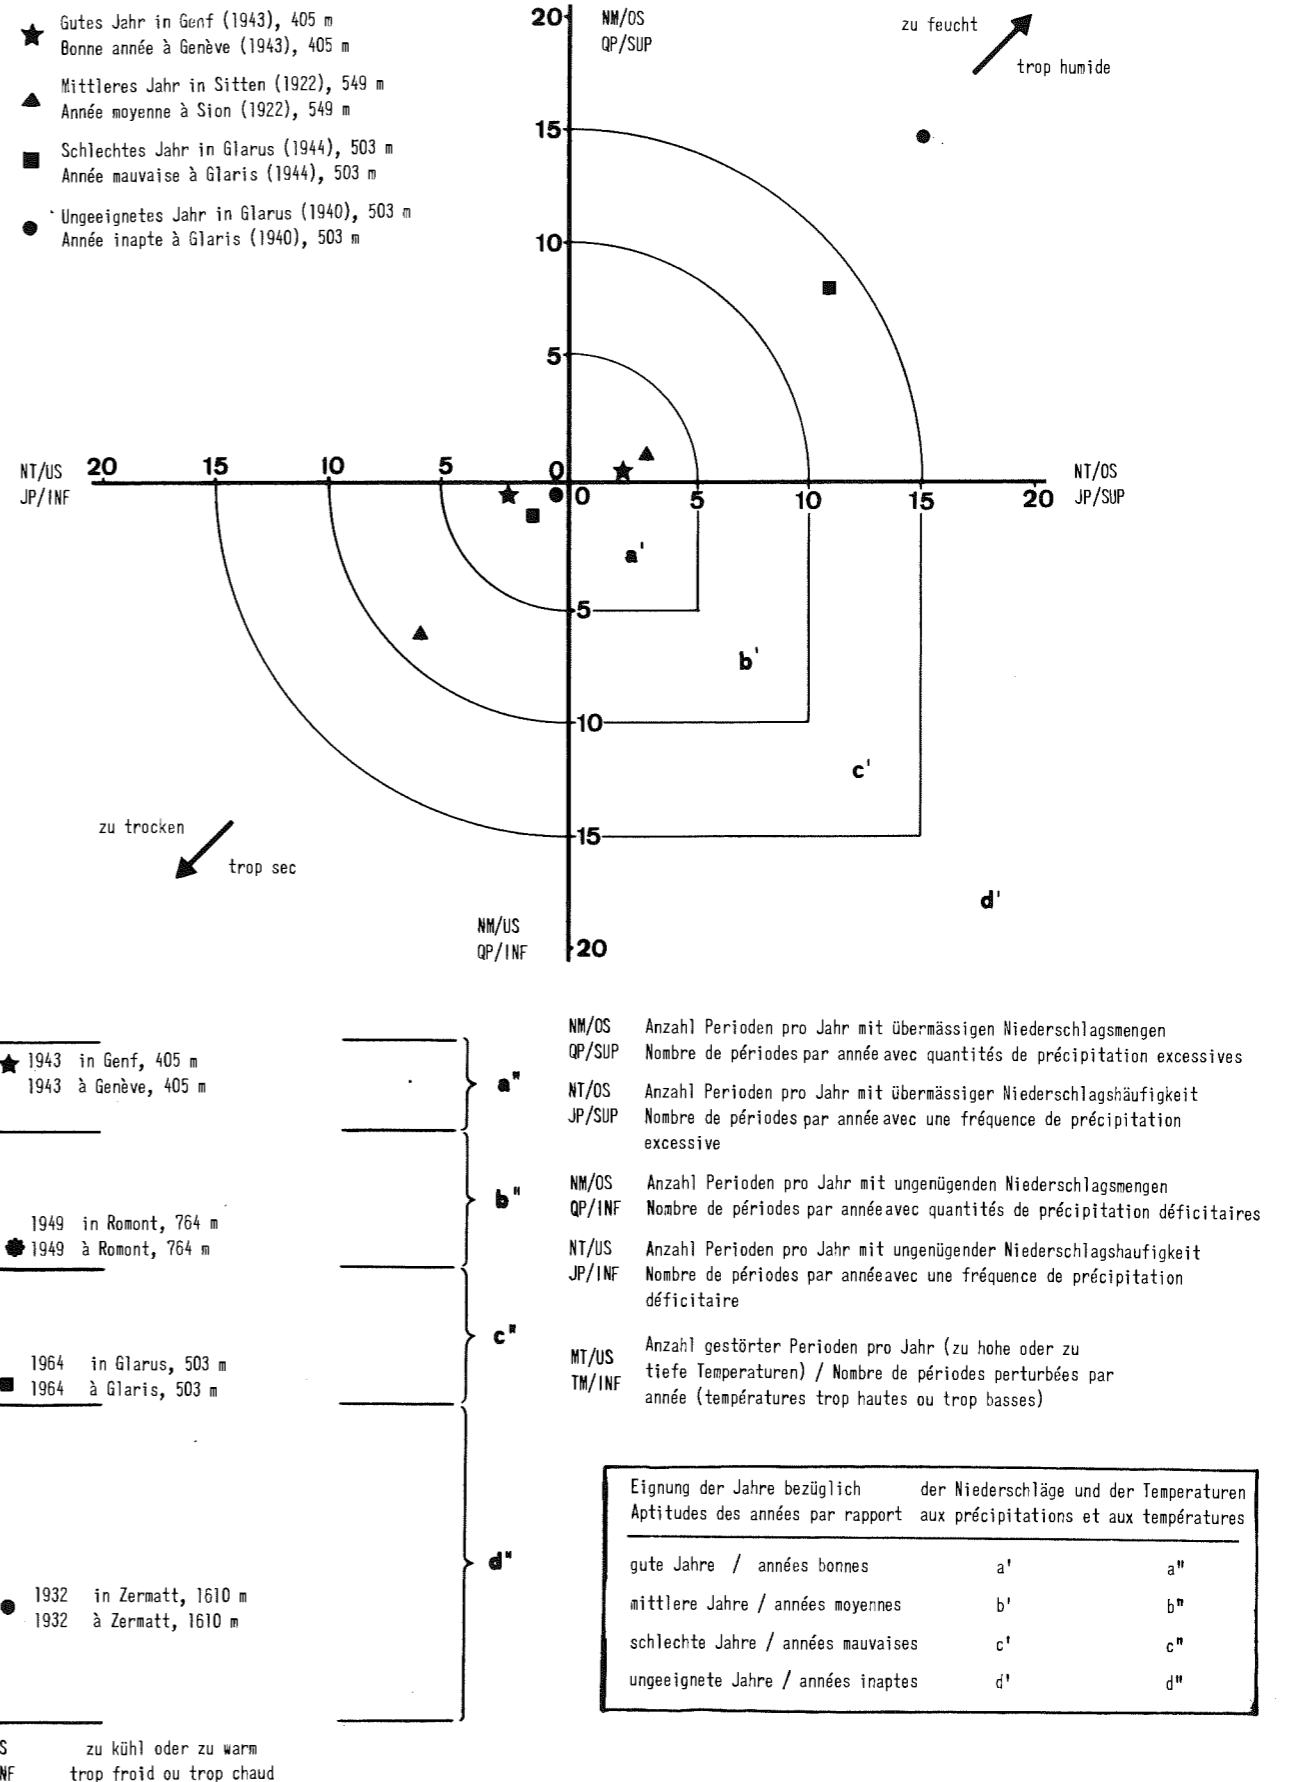 Gutes Jahr in Genf (1943), 405 m
Bonne année à Genève (1943), 405 m
Mittleres Jahr in Sitten (1922), 549 m
Année moyenne à Sion (1922), 549 m
Schlechtes Jahr in Glarus (1944), 503 m
Année mauvaise à Glaris (1944), 503 m
Ungeeignetes Jahr in Glarus (1940), 503 m
Année inapte à Glaris (1940), 503 m
20
NM/OS
QP/SUP
zu feucht
trop humide
15
10
5
NT/US
JP/INF
20
15
10
5
0
0
5
10
15
20
NT/OS
JP/SUP
a'
5
b'
10
c'
15
zu trocken
trop sec
d'
NM/US
QP/INF
20
1943 in Genf, 405 m
1943 à Genève, 405 m
a"
b"
1949 in Romont, 764 m
1949 à Romont, 764 m
c"
1964 in Glarus, 503 m
1964 à Glaris, 503 m
d"
1932 in Zermatt, 1610 m
1932 à Zermatt, 1610 m
S zu kühl oder zu warm
NF trop froid ou trop chaud
NM/OS Anzahl Perioden pro Jahr mit übermässigen Niederschlagsmengen
QP/SUP Nombre de périodes par année avec quantités de précipitation excessives
NT/OS Anzahl Perioden pro Jahr mit übermässiger Niederschlagshäufigkeit
JP/SUP Nombre de périodes par année avec une fréquence de précipitation
excessive
NM/OS Anzahl Perioden pro Jahr mit ungenügenden Niederschlagsmengen
QP/INF Nombre de périodes par année avec quantités de précipitation déficitaires
NT/US Anzahl Perioden pro Jahr mit ungenügender Niederschlagshaufigkeit
JP/INF Nombre de périodes par année avec une fréquence de précipitation
déficitaire
MT/US Anzahl gestörter Perioden pro Jahr (zu hohe oder zu
TM/INF tiefe Temperaturen) / Nombre de périodes perturbées par
année (températures trop hautes ou trop basses)
Eignung der Jahre bezüglich der Niederschläge und der Temperaturen
Aptitudes des années par rapport aux précipitations et aux températures
gute Jahre / années bonnes a' a"
mittlere Jahre / années moyennes b' b"
schlechte Jahre / années mauvaises c' c"
ungeeignete Jahre / années inaptes d' d"